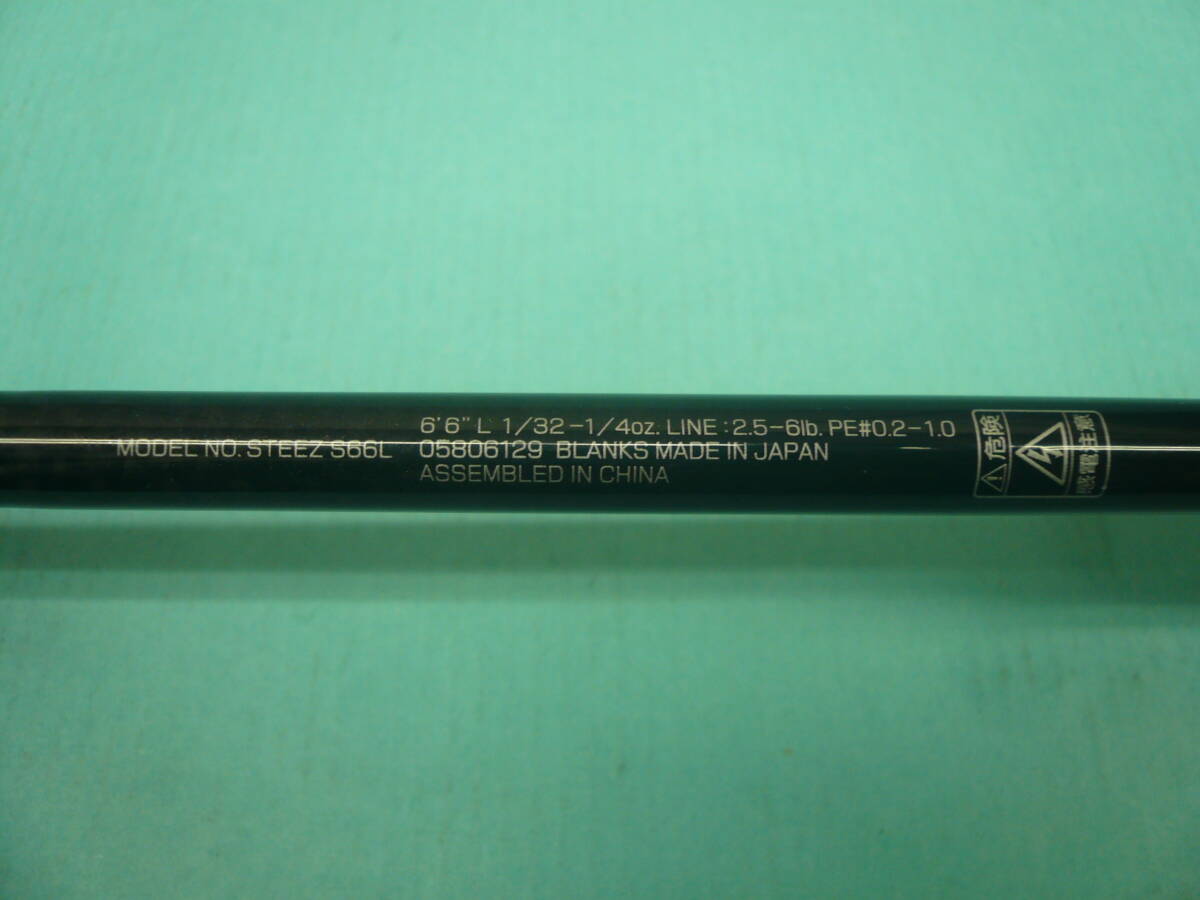 6'6" L 1/32-1/4oz. LINE:2.5-6lb. PE#0.2-1.0
MODEL NO. STEEZ S66L 05806129 BLANKS MADE IN JAPAN
ASSEMBLED IN CHINA
危険
感電注意